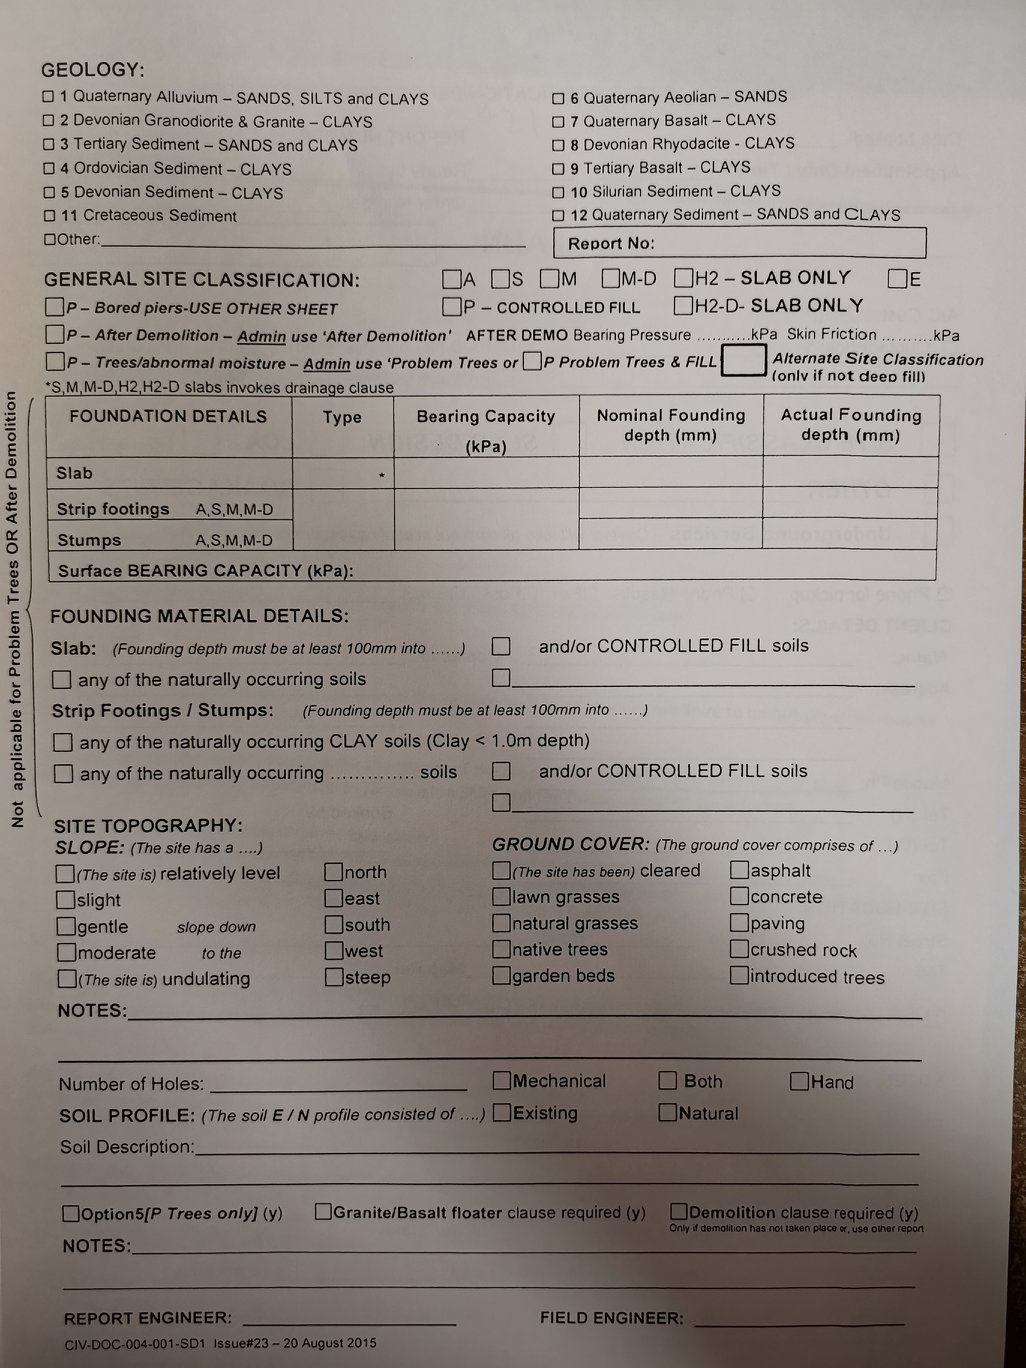 GEOLOGY:
☐ 1 Quaternary Alluvium – SANDS, SILTS and CLAYS
☐ 2 Devonian Granodiorite & Granite – CLAYS
☐ 3 Tertiary Sediment – SANDS and CLAYS
☐ 4 Ordovician Sediment – CLAYS
☐ 5 Devonian Sediment – CLAYS
☐ 11 Cretaceous Sediment
☐Other:
☐ 6 Quaternary Aeolian – SANDS
☐ 7 Quaternary Basalt – CLAYS
☐ 8 Devonian Rhyodacite - CLAYS
☐ 9 Tertiary Basalt – CLAYS
☐ 10 Silurian Sediment – CLAYS
☐ 12 Quaternary Sediment – SANDS and CLAYS
Report No:
GENERAL SITE CLASSIFICATION: ☐A ☐S ☐M ☐M-D ☐H2 – SLAB ONLY ☐E
☐P – Bored piers-USE OTHER SHEET ☐P – CONTROLLED FILL ☐H2-D- SLAB ONLY
☐P – After Demolition – Admin use 'After Demolition' AFTER DEMO Bearing Pressure ...........kPa Skin Friction ...........kPa
☐P – Trees/abnormal moisture – Admin use 'Problem Trees or ☐P Problem Trees & FILL ☐ Alternate Site Classification
(only if not deep fill)
*S,M,M-D,H2,H2-D slabs invokes drainage clause
Not applicable for Problem Trees OR After Demolition
FOUNDATION DETAILS Type Bearing Capacity (kPa) Nominal Founding depth (mm) Actual Founding depth (mm)
Slab *
Strip footings A,S,M,M-D
Stumps A,S,M,M-D
Surface BEARING CAPACITY (kPa):
FOUNDING MATERIAL DETAILS:
Slab: (Founding depth must be at least 100mm into ......) ☐ and/or CONTROLLED FILL soils
☐ any of the naturally occurring soils ☐
Strip Footings / Stumps: (Founding depth must be at least 100mm into ......)
☐ any of the naturally occurring CLAY soils (Clay < 1.0m depth)
☐ any of the naturally occurring .............. soils ☐ and/or CONTROLLED FILL soils
☐
SITE TOPOGRAPHY:
SLOPE: (The site has a ....)
☐(The site is) relatively level ☐north
☐slight ☐east
☐gentle slope down ☐south
☐moderate to the ☐west
☐(The site is) undulating ☐steep
GROUND COVER: (The ground cover comprises of ...)
☐(The site has been) cleared ☐asphalt
☐lawn grasses ☐concrete
☐natural grasses ☐paving
☐native trees ☐crushed rock
☐garden beds ☐introduced trees
NOTES:
Number of Holes: ☐Mechanical ☐ Both ☐Hand
SOIL PROFILE: (The soil E / N profile consisted of ....) ☐Existing ☐Natural
Soil Description:
☐Option5[P Trees only] (y) ☐Granite/Basalt floater clause required (y) ☐Demolition clause required (y)
Only if demolition has not taken place or, use other report
NOTES:
REPORT ENGINEER: FIELD ENGINEER:
CIV-DOC-004-001-SD1 Issue#23 – 20 August 2015